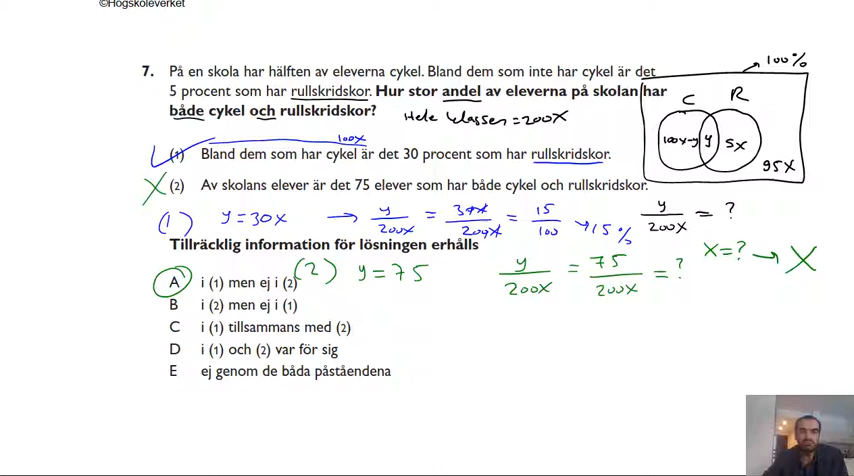 ©Högskoleverket
7. På en skola har hälften av eleverna cykel. Bland dem som inte har cykel är det
5 procent som har rullskridskor. Hur stor andel av eleverna på skolan har
både cykel och rullskridskor?
Hela klassen = 200X
100%
C R
100x-y y 5x
95X
100X
(1) Bland dem som har cykel är det 30 procent som har rullskridskor.
(2) Av skolans elever är det 75 elever som har både cykel och rullskridskor.
(1) y = 30x → y/200x = 30x/200x = 15/100 → 15%
y/200x = ?
Tillräcklig information för lösningen erhålls
A i (1) men ej i (2)
(2) y = 75 y/200x = 75/200x = ? x = ? → X
B i (2) men ej i (1)
C i (1) tillsammans med (2)
D i (1) och (2) var för sig
E ej genom de båda påståendena